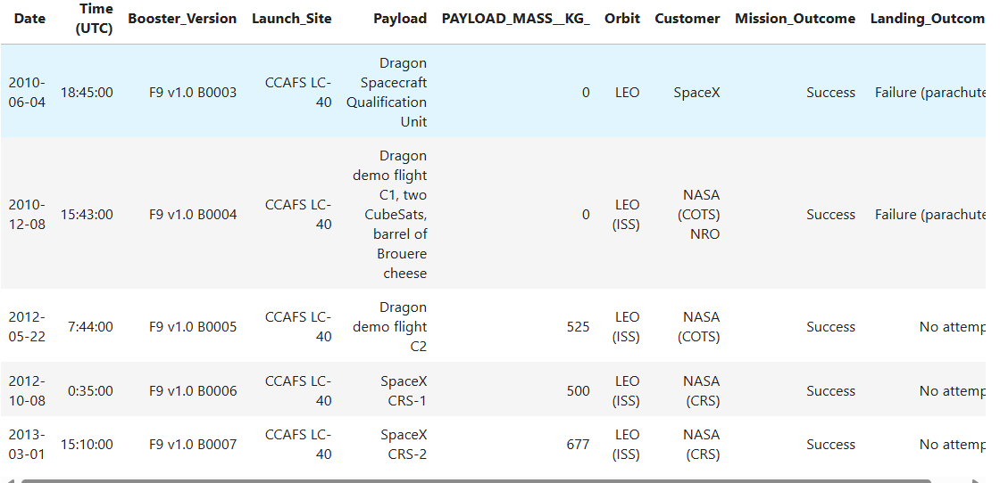 Date Time (UTC) Booster_Version Launch_Site Payload PAYLOAD_MASS__KG_ Orbit Customer Mission_Outcome Landing_Outcom
2010-06-04 18:45:00 F9 v1.0 B0003 CCAFS LC-40 Dragon Spacecraft Qualification Unit 0 LEO SpaceX Success Failure (parachute
2010-12-08 15:43:00 F9 v1.0 B0004 CCAFS LC-40 Dragon demo flight C1, two CubeSats, barrel of Brouere cheese 0 LEO (ISS) NASA (COTS) NRO Success Failure (parachute
2012-05-22 7:44:00 F9 v1.0 B0005 CCAFS LC-40 Dragon demo flight C2 525 LEO (ISS) NASA (COTS) Success No attemp
2012-10-08 0:35:00 F9 v1.0 B0006 CCAFS LC-40 SpaceX CRS-1 500 LEO (ISS) NASA (CRS) Success No attemp
2013-03-01 15:10:00 F9 v1.0 B0007 CCAFS LC-40 SpaceX CRS-2 677 LEO (ISS) NASA (CRS) Success No attemp